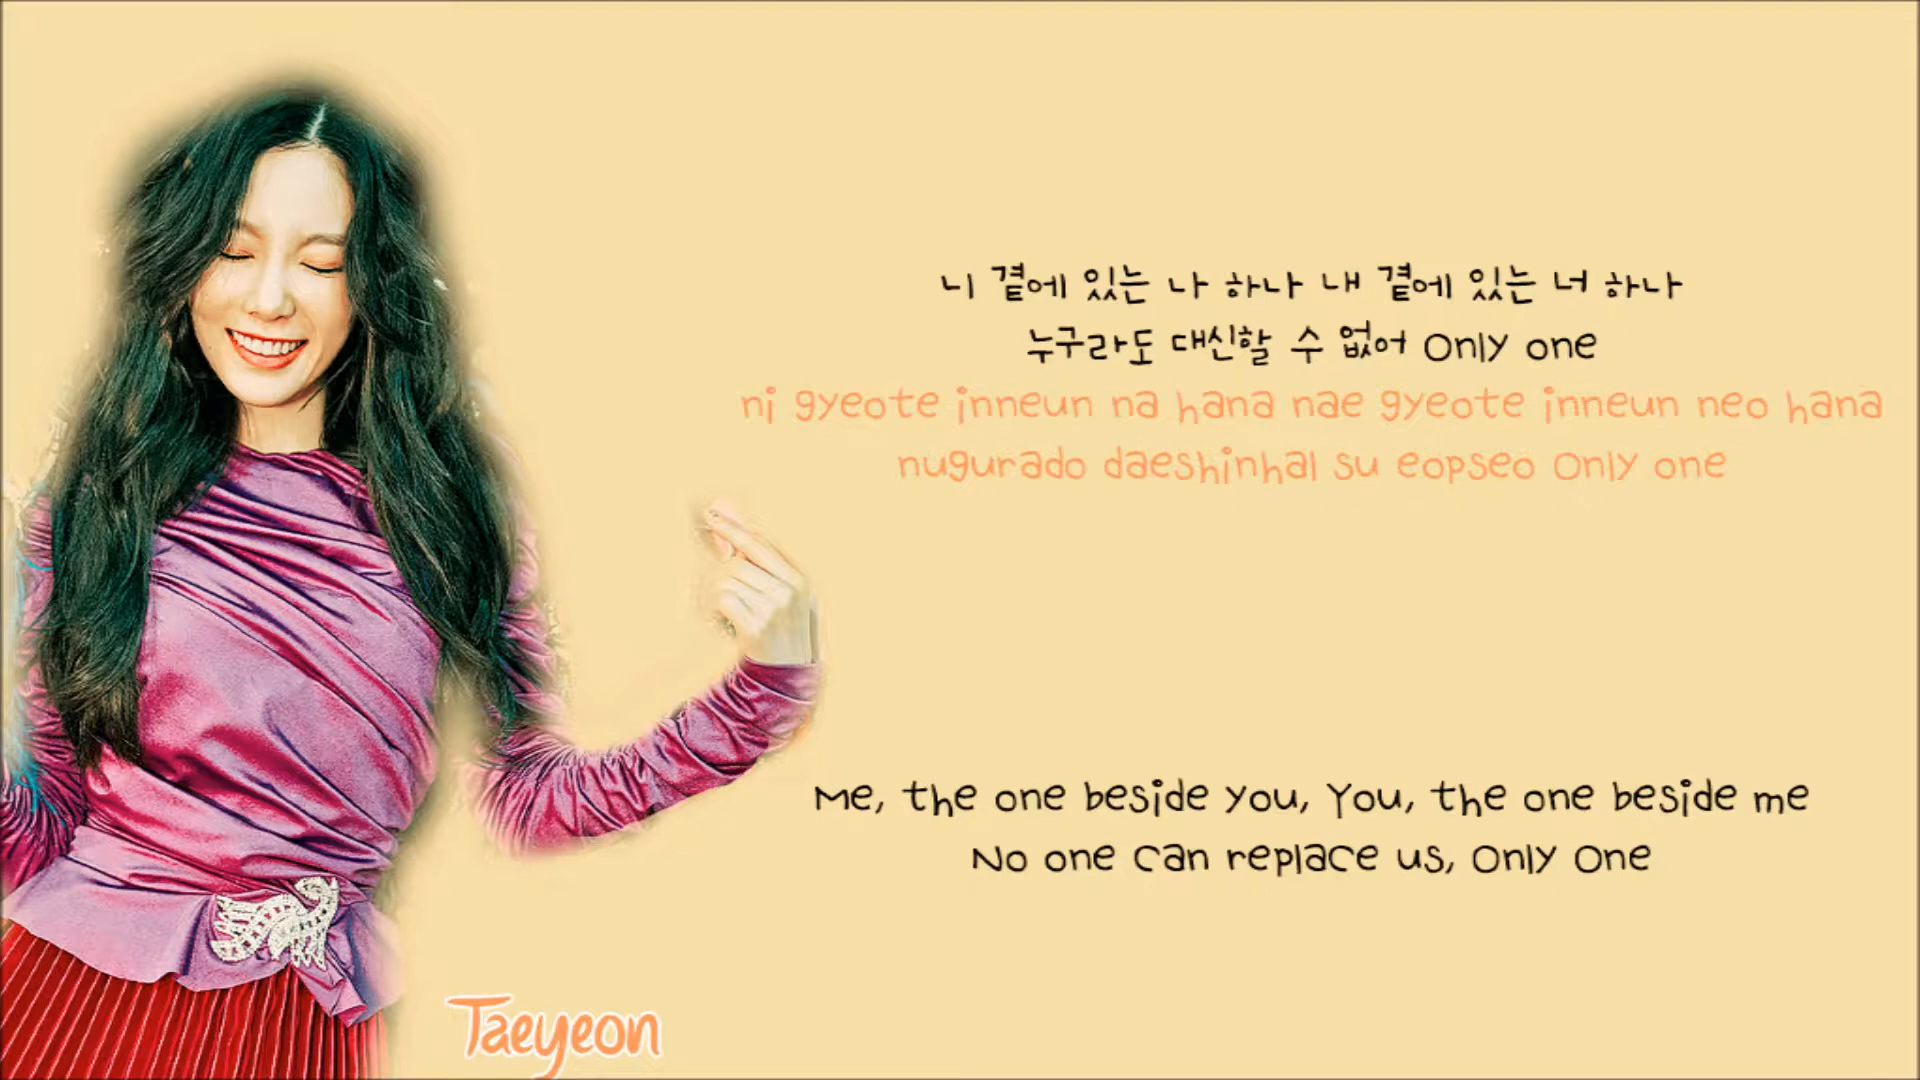 니 곁에 있는 나 하나 내 곁에 있는 너 하나
누구라도 대신할 수 없어 Only one
ni gyeote inneun na hana nae gyeote inneun neo hana
nugurado daeshinhal su eopseo Only one
Me, the one beside you, You, the one beside me
No one can replace us, Only One
Taeyeon